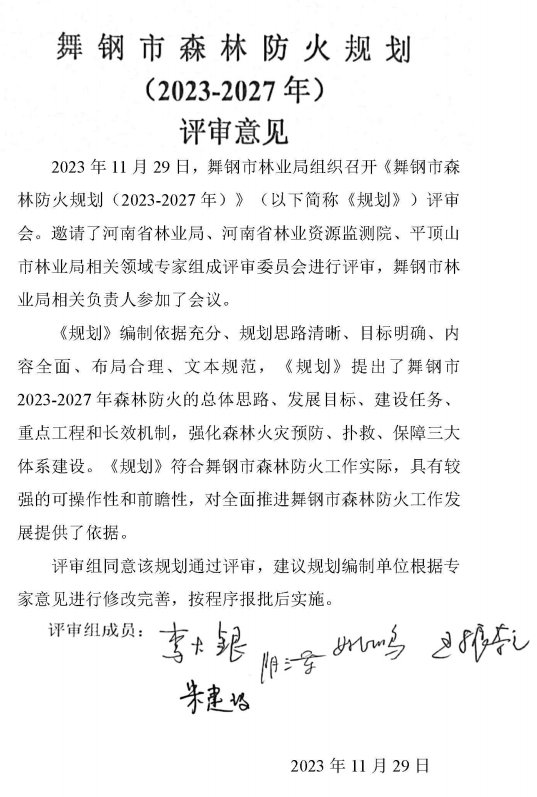 舞钢市森林防火规划
（2023-2027年）
评审意见
2023年11月29日，舞钢市林业局组织召开《舞钢市森
林防火规划（2023-2027年）》（以下简称《规划》）评审
会。邀请了河南省林业局、河南省林业资源监测院、平顶山
市林业局相关领域专家组成评审委员会进行评审，舞钢市林
业局相关负责人参加了会议。
《规划》编制依据充分、规划思路清晰、目标明确、内
容全面、布局合理、文本规范，《规划》提出了舞钢市
2023-2027年森林防火的总体思路、发展目标、建设任务、
重点工程和长效机制，强化森林火灾预防、扑救、保障三大
体系建设。《规划》符合舞钢市森林防火工作实际，具有较
强的可操作性和前瞻性，对全面推进舞钢市森林防火工作发
展提供了依据。
评审组同意该规划通过评审，建议规划编制单位根据专
家意见进行修改完善，按程序报批后实施。
评审组成员：李大银
2023年11月29日